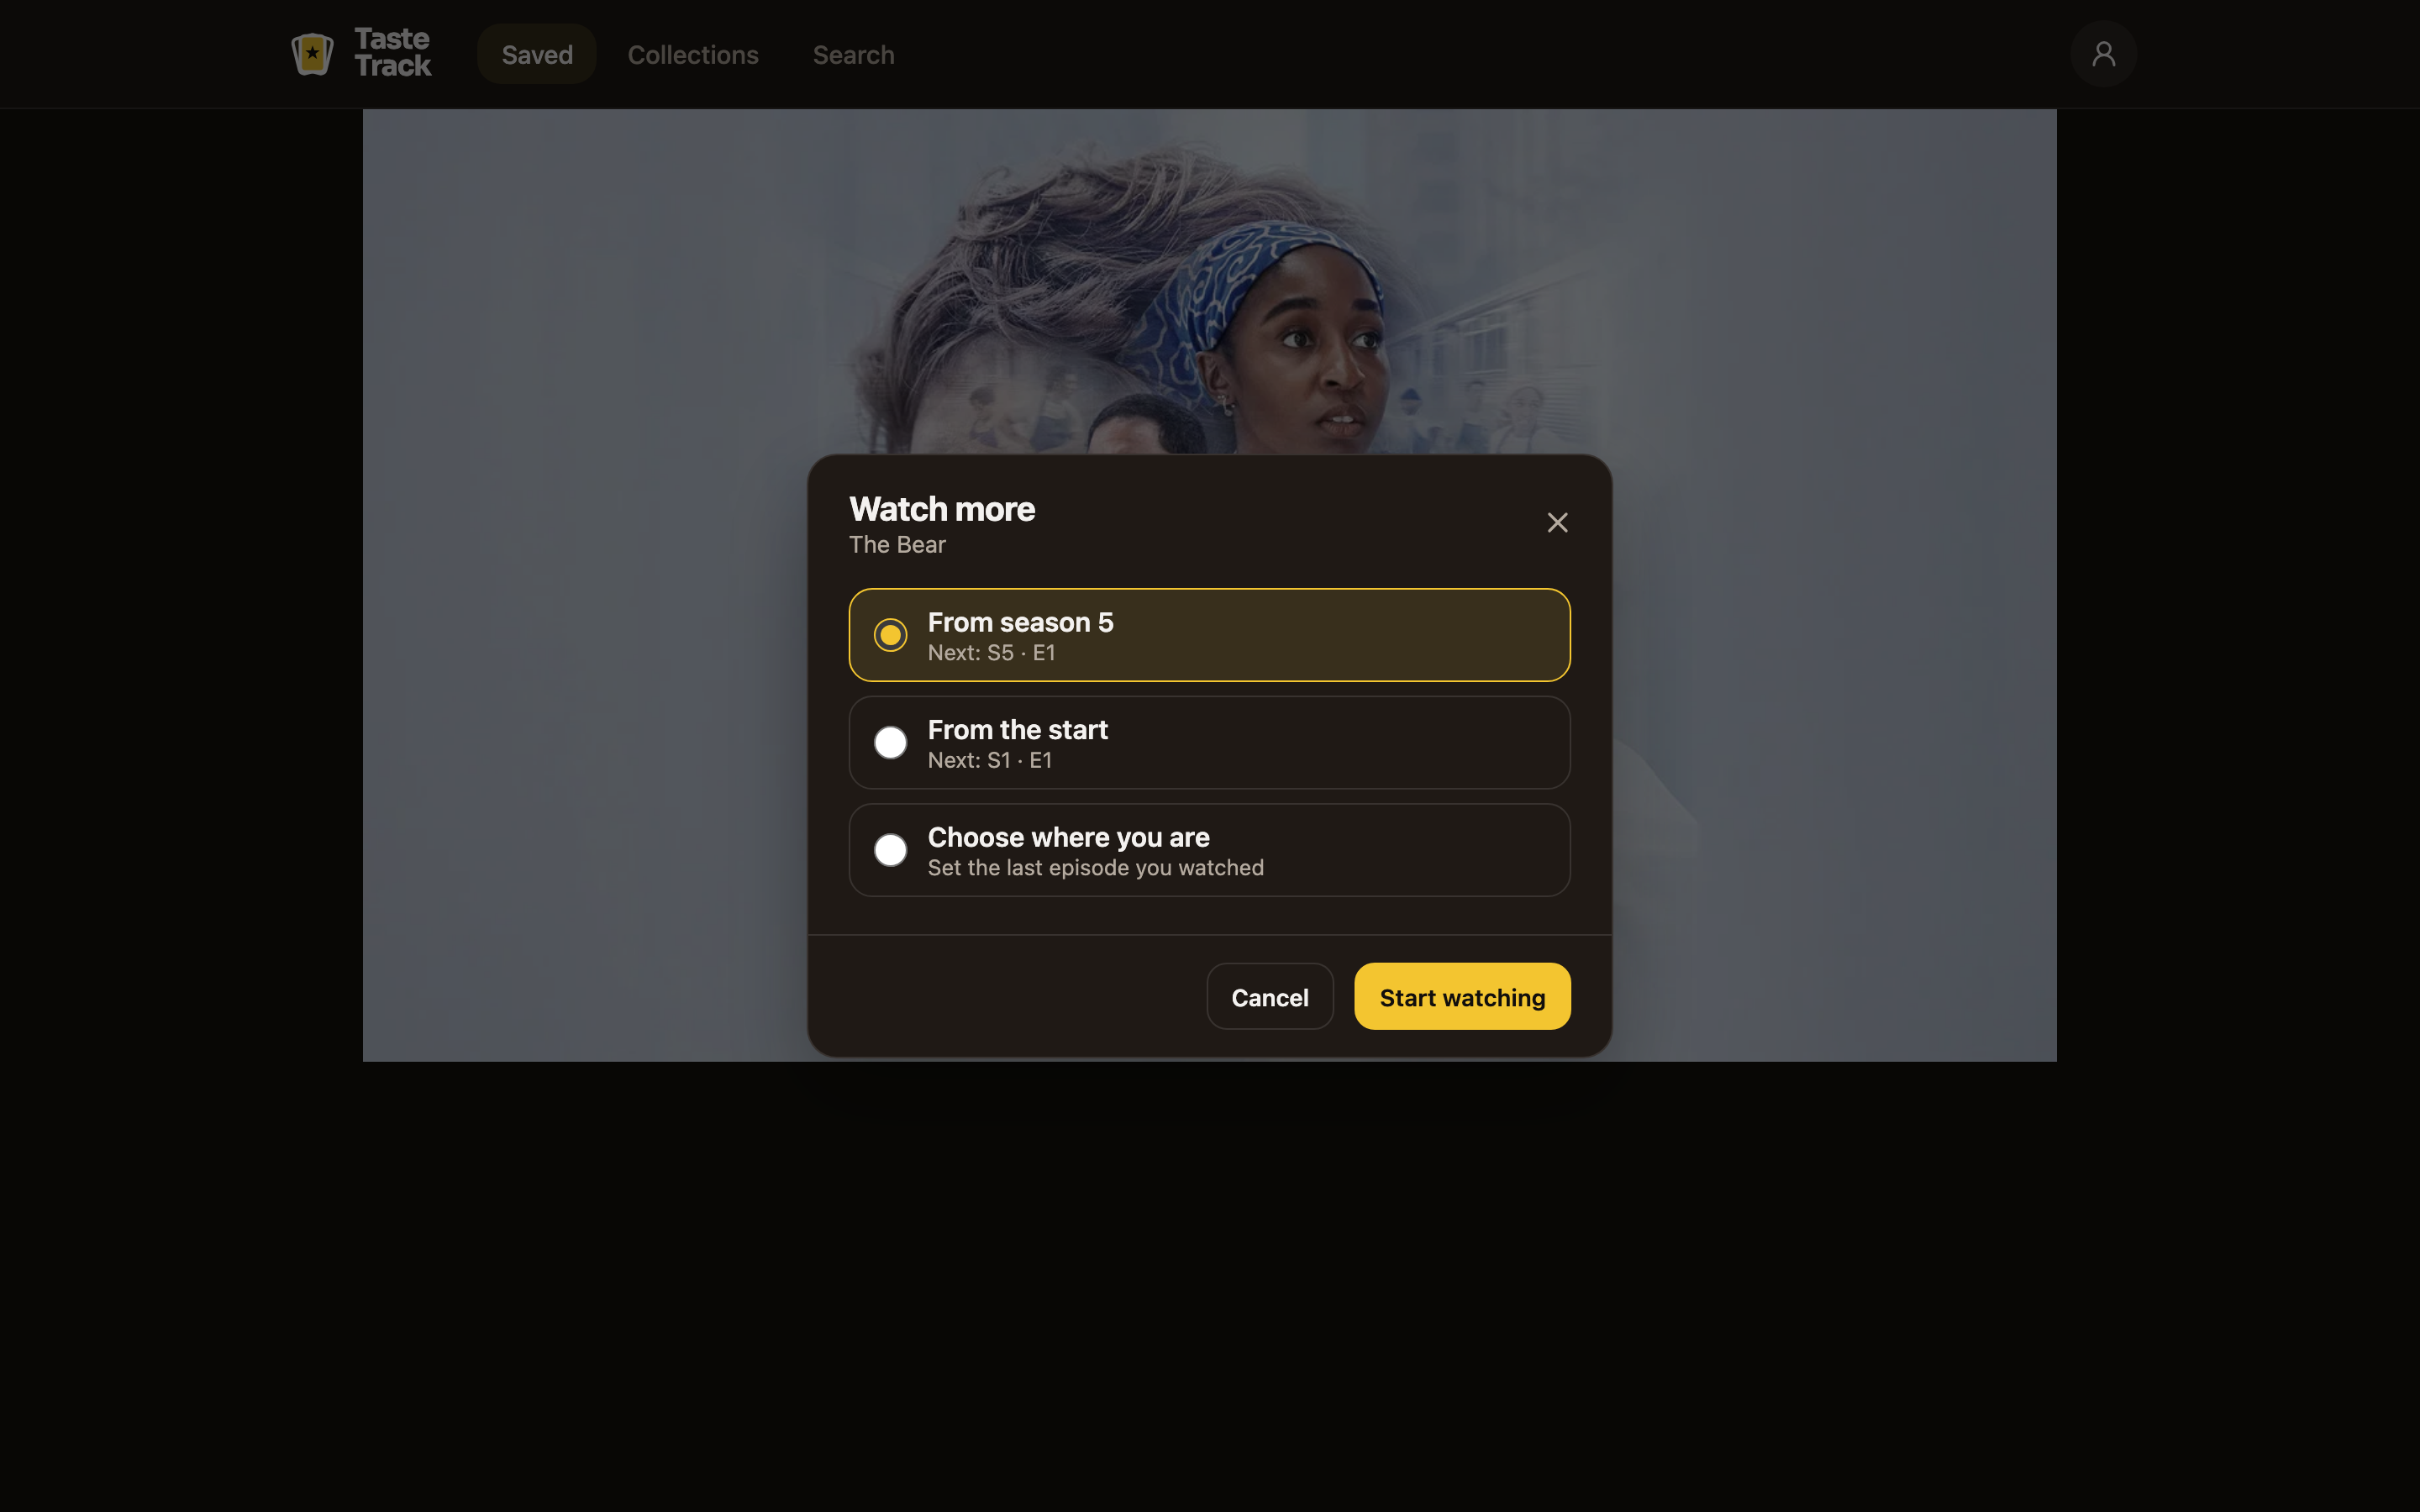 Taste
Track
Saved
Collections
Search
Watch more
The Bear
From season 5
Next: S5 · E1
From the start
Next: S1 · E1
Choose where you are
Set the last episode you watched
Cancel
Start watching